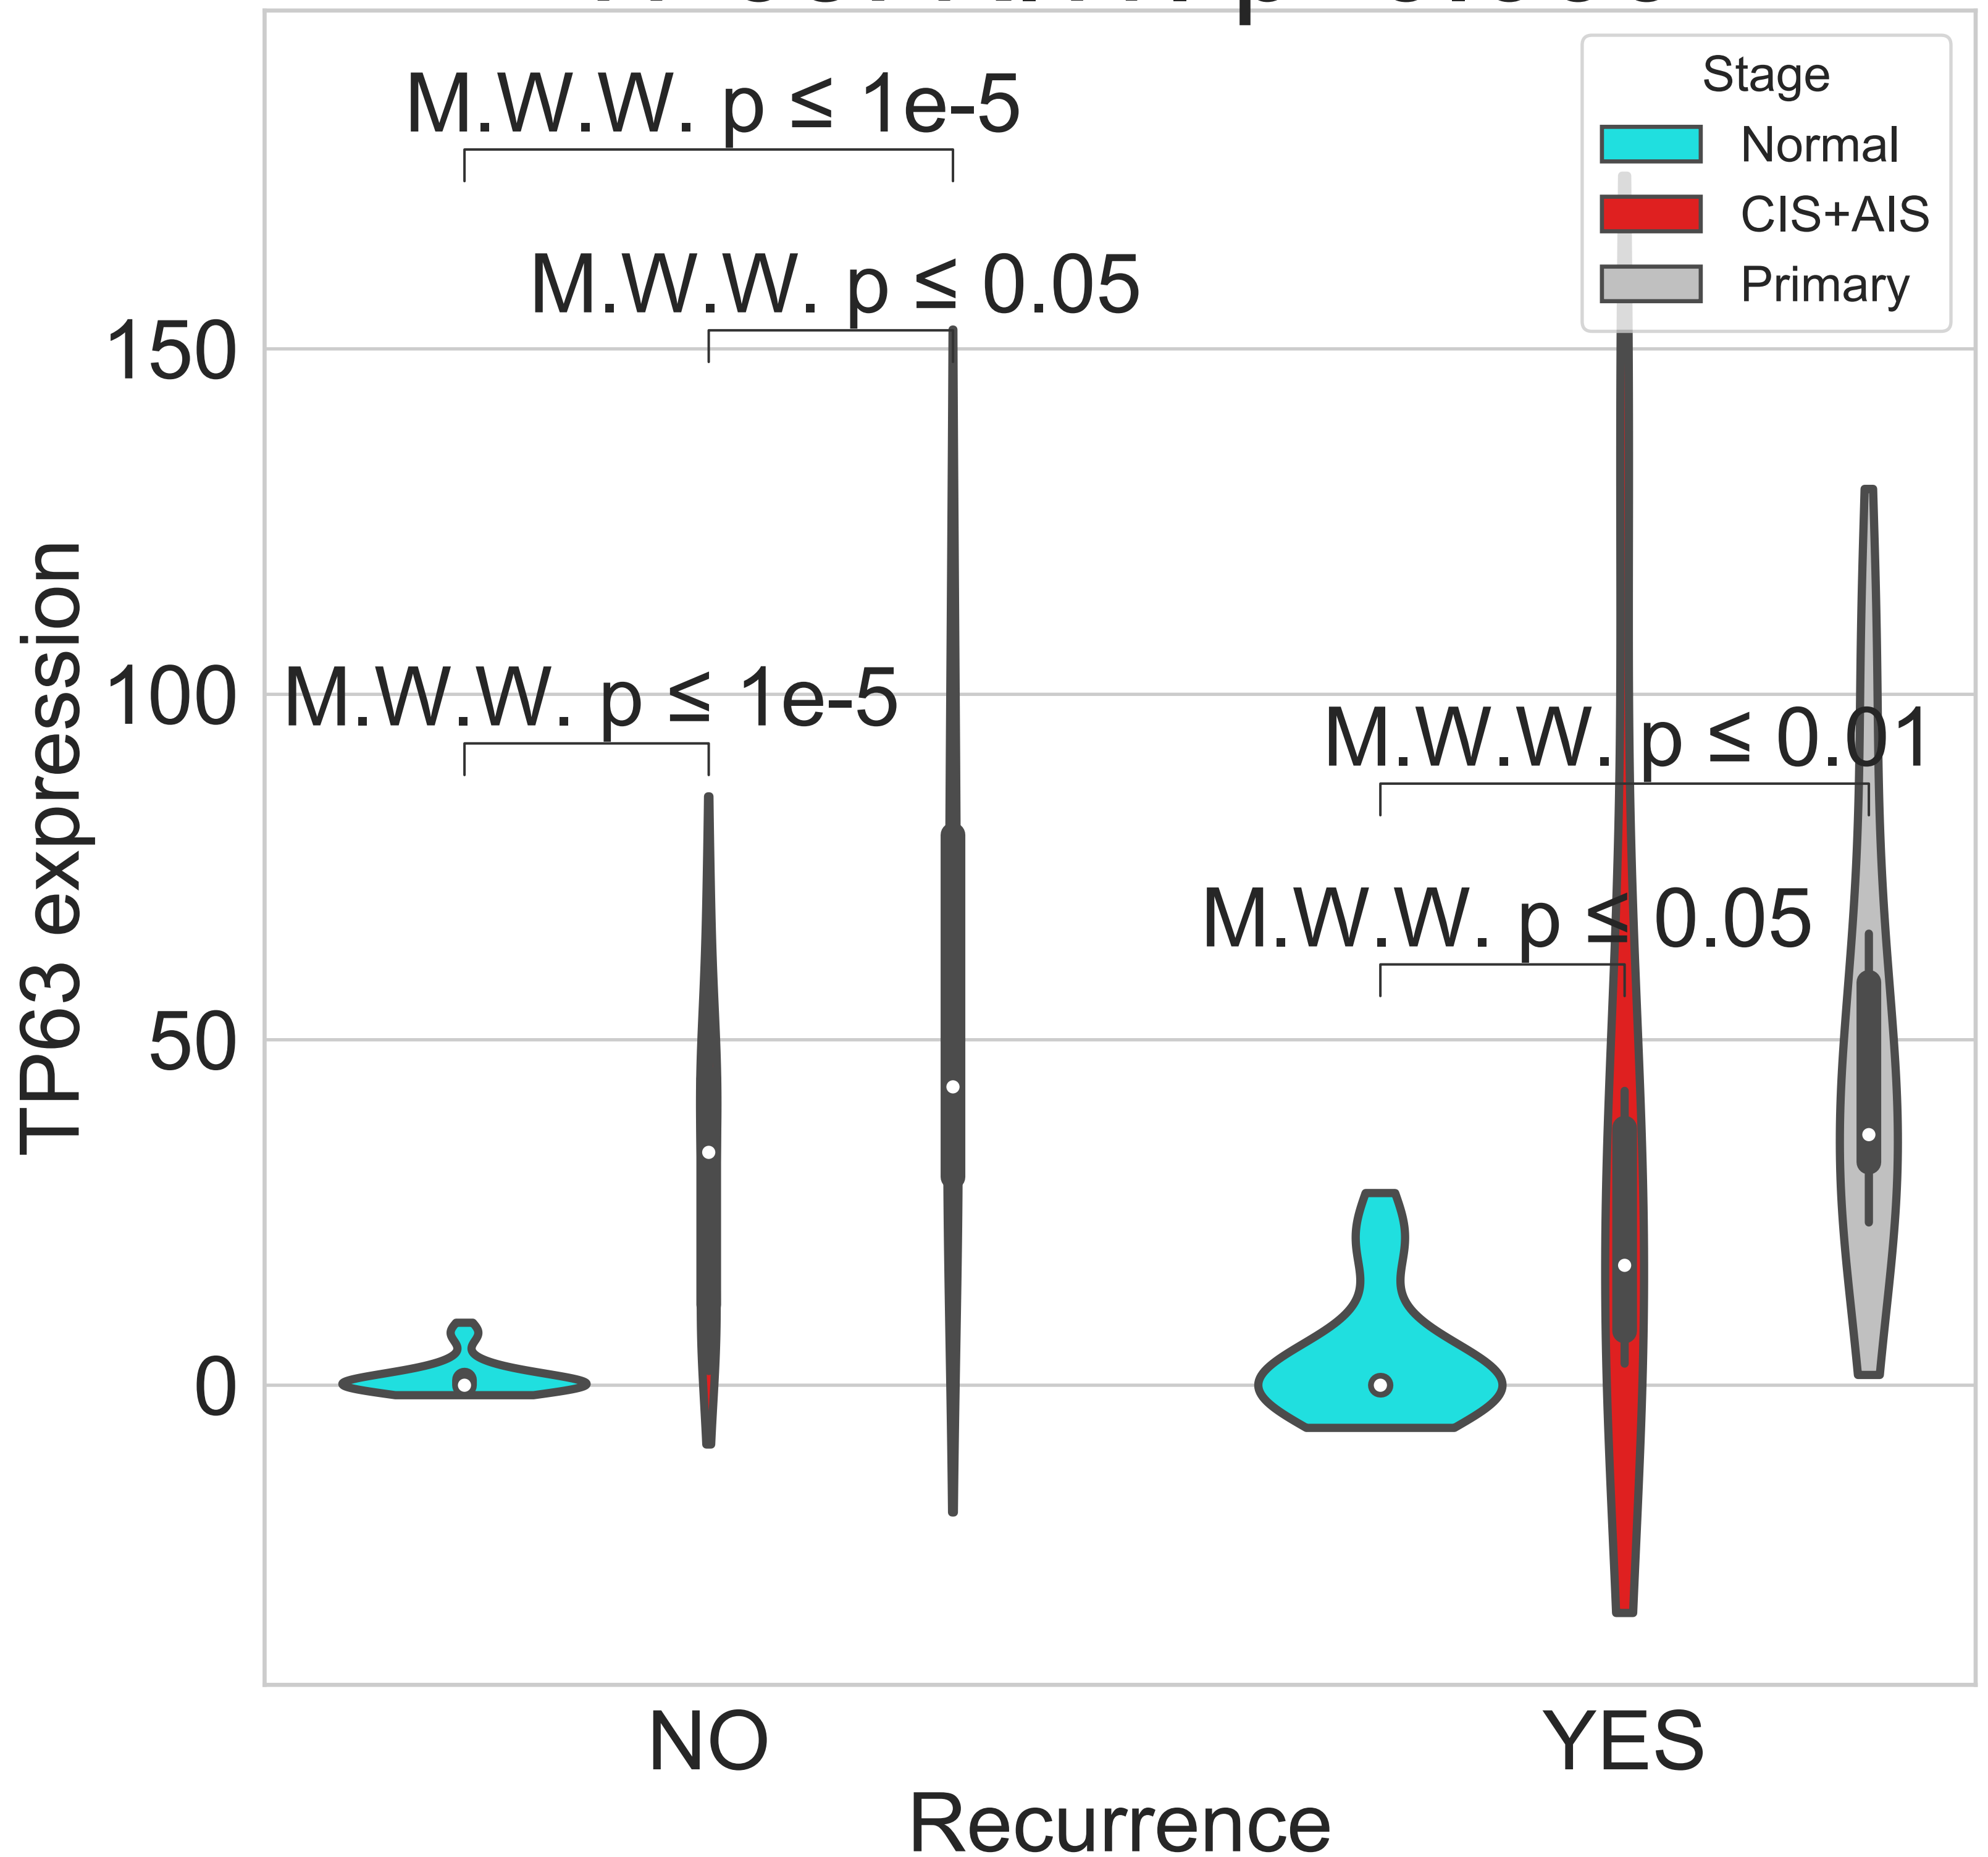 M.W.W. p ≤ 1e-5
Stage
Normal
CIS+AIS
Primary
M.W.W. p ≤ 0.05
150
100
50
0
M.W.W. p ≤ 1e-5
M.W.W. p ≤ 0.01
M.W.W. p ≤ 0.05
TP63 expression
NO
YES
Recurrence